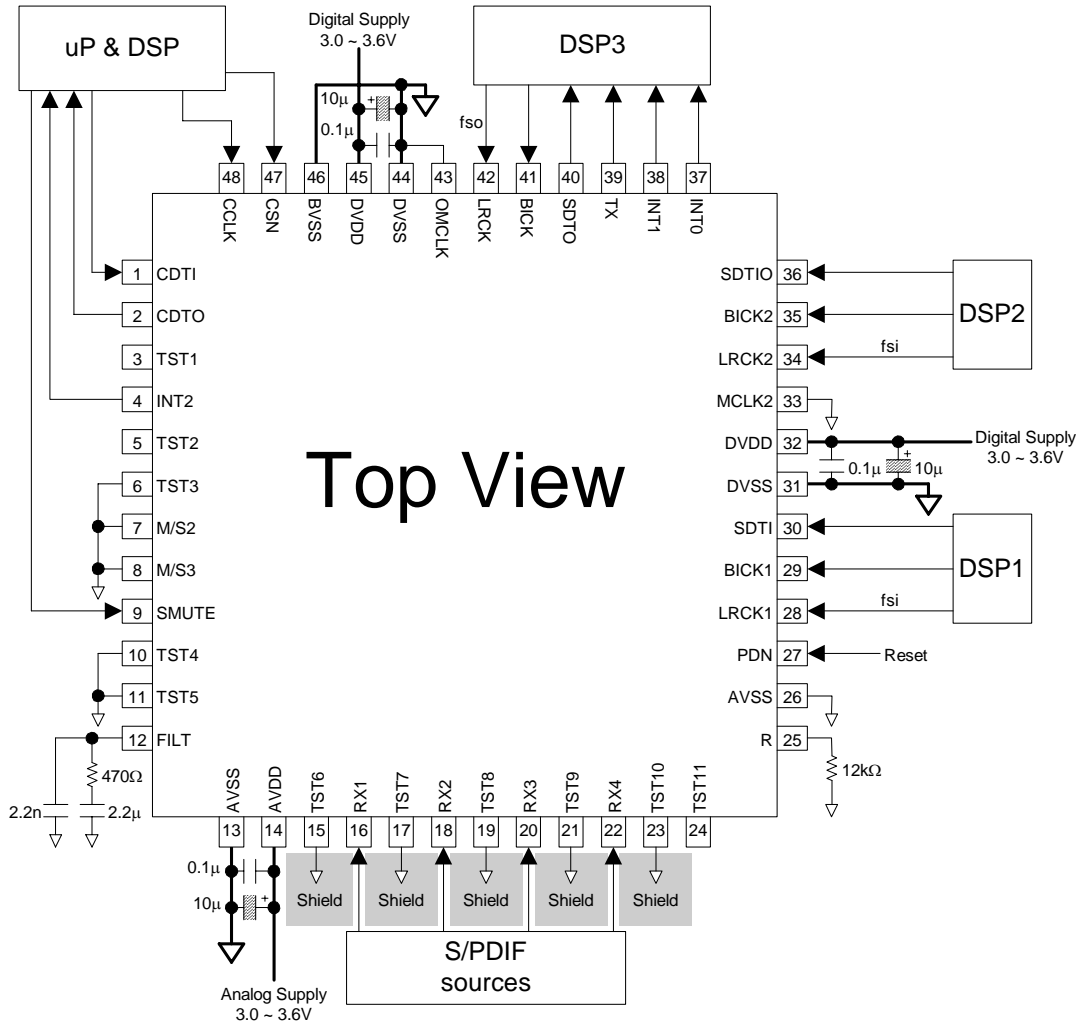 uP & DSP
Digital Supply
3.0 ~ 3.6V
DSP3
10µ
+
0.1µ
fso
48 47 46 45 44 43 42 41 40 39 38 37
CCLK CSN BVSS DVDD DVSS OMCLK LRCK BICK SDTO TX INT1 INT0
1 CDTI
2 CDTO
3 TST1
4 INT2
5 TST2
6 TST3
7 M/S2
8 M/S3
9 SMUTE
10 TST4
11 TST5
12 FILT
470Ω
2.2n
2.2µ
Top View
SDTIO 36
BICK2 35
LRCK2 34
fsi
DSP2
MCLK2 33
DVDD 32
Digital Supply
3.0 ~ 3.6V
0.1µ
+
10µ
DVSS 31
SDTI 30
BICK1 29
LRCK1 28
fsi
DSP1
PDN 27
Reset
AVSS 26
R 25
12kΩ
AVSS AVDD TST6 RX1 TST7 RX2 TST8 RX3 TST9 RX4 TST10 TST11
13 14 15 16 17 18 19 20 21 22 23 24
0.1µ
10µ
+
Shield Shield Shield Shield Shield
S/PDIF
sources
Analog Supply
3.0 ~ 3.6V